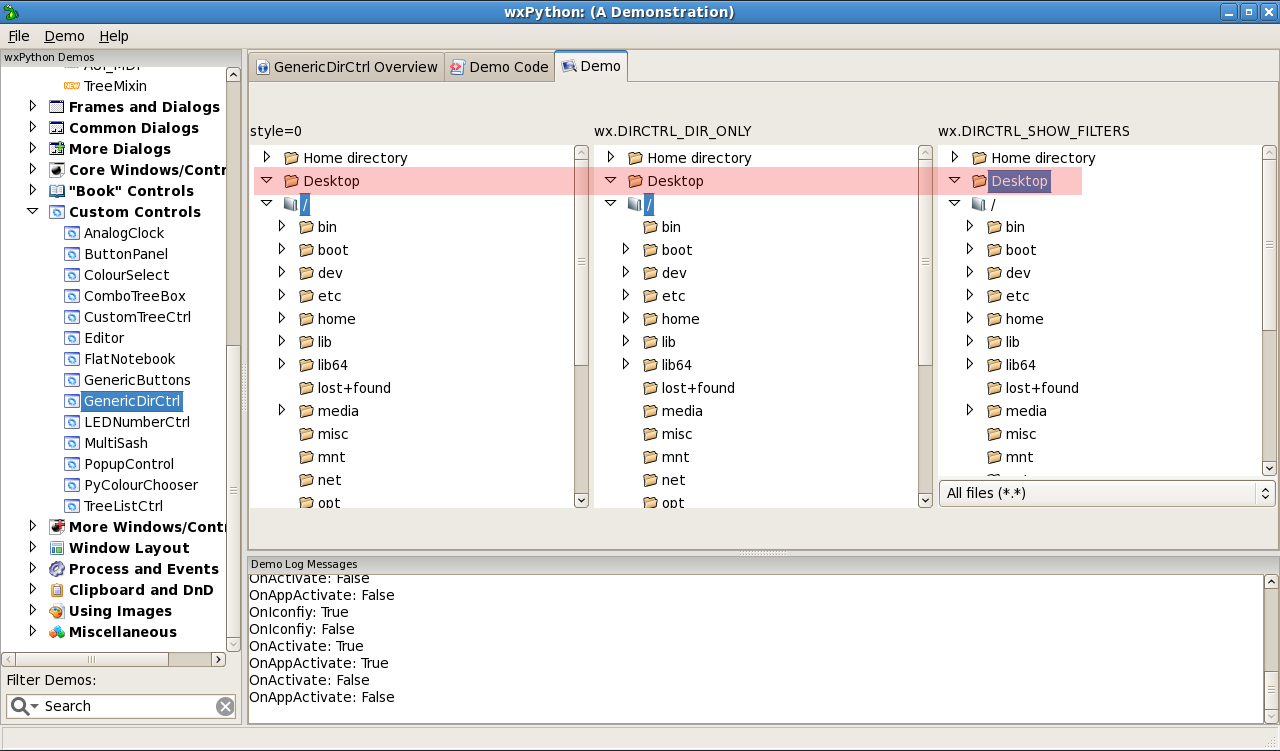 wxPython: (A Demonstration)
File Demo Help
wxPython Demos
TreeMixin
Frames and Dialogs
Common Dialogs
More Dialogs
Core Windows/Contr
"Book" Controls
Custom Controls
AnalogClock
ButtonPanel
ColourSelect
ComboTreeBox
CustomTreeCtrl
Editor
FlatNotebook
GenericButtons
GenericDirCtrl
LEDNumberCtrl
MultiSash
PopupControl
PyColourChooser
TreeListCtrl
More Windows/Contr
Window Layout
Process and Events
Clipboard and DnD
Using Images
Miscellaneous
Filter Demos:
Search
GenericDirCtrl Overview Demo Code Demo
style=0
Home directory
Desktop
/
bin
boot
dev
etc
home
lib
lib64
lost+found
media
misc
mnt
net
opt
wx.DIRCTRL_DIR_ONLY
Home directory
Desktop
/
bin
boot
dev
etc
home
lib
lib64
lost+found
media
misc
mnt
net
opt
wx.DIRCTRL_SHOW_FILTERS
Home directory
Desktop
/
bin
boot
dev
etc
home
lib
lib64
lost+found
media
misc
mnt
All files (*.*)
Demo Log Messages
OnActivate: False
OnAppActivate: False
OnIconfiy: True
OnIconfiy: False
OnActivate: True
OnAppActivate: True
OnActivate: False
OnAppActivate: False